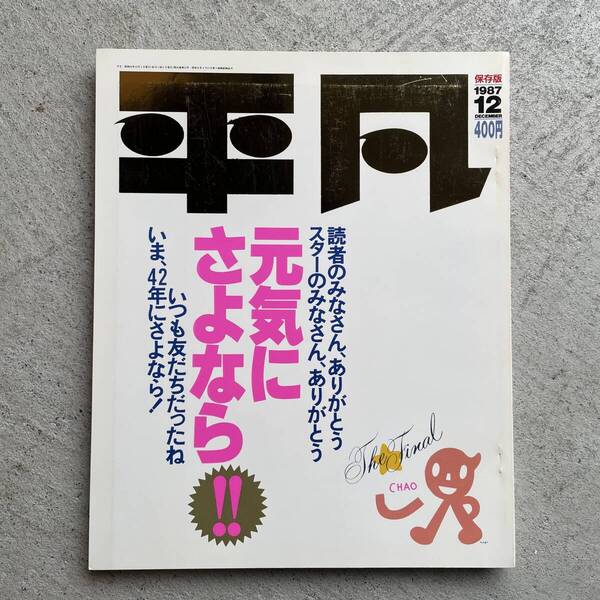 平凡
保存版
1987
12
DECEMBER
400円
読者のみなさん、ありがとう
スターのみなさん、ありがとう
元気に
さよなら
!!
いつも友だちだったね
いま、42年にさよなら!
The Final
CHAO